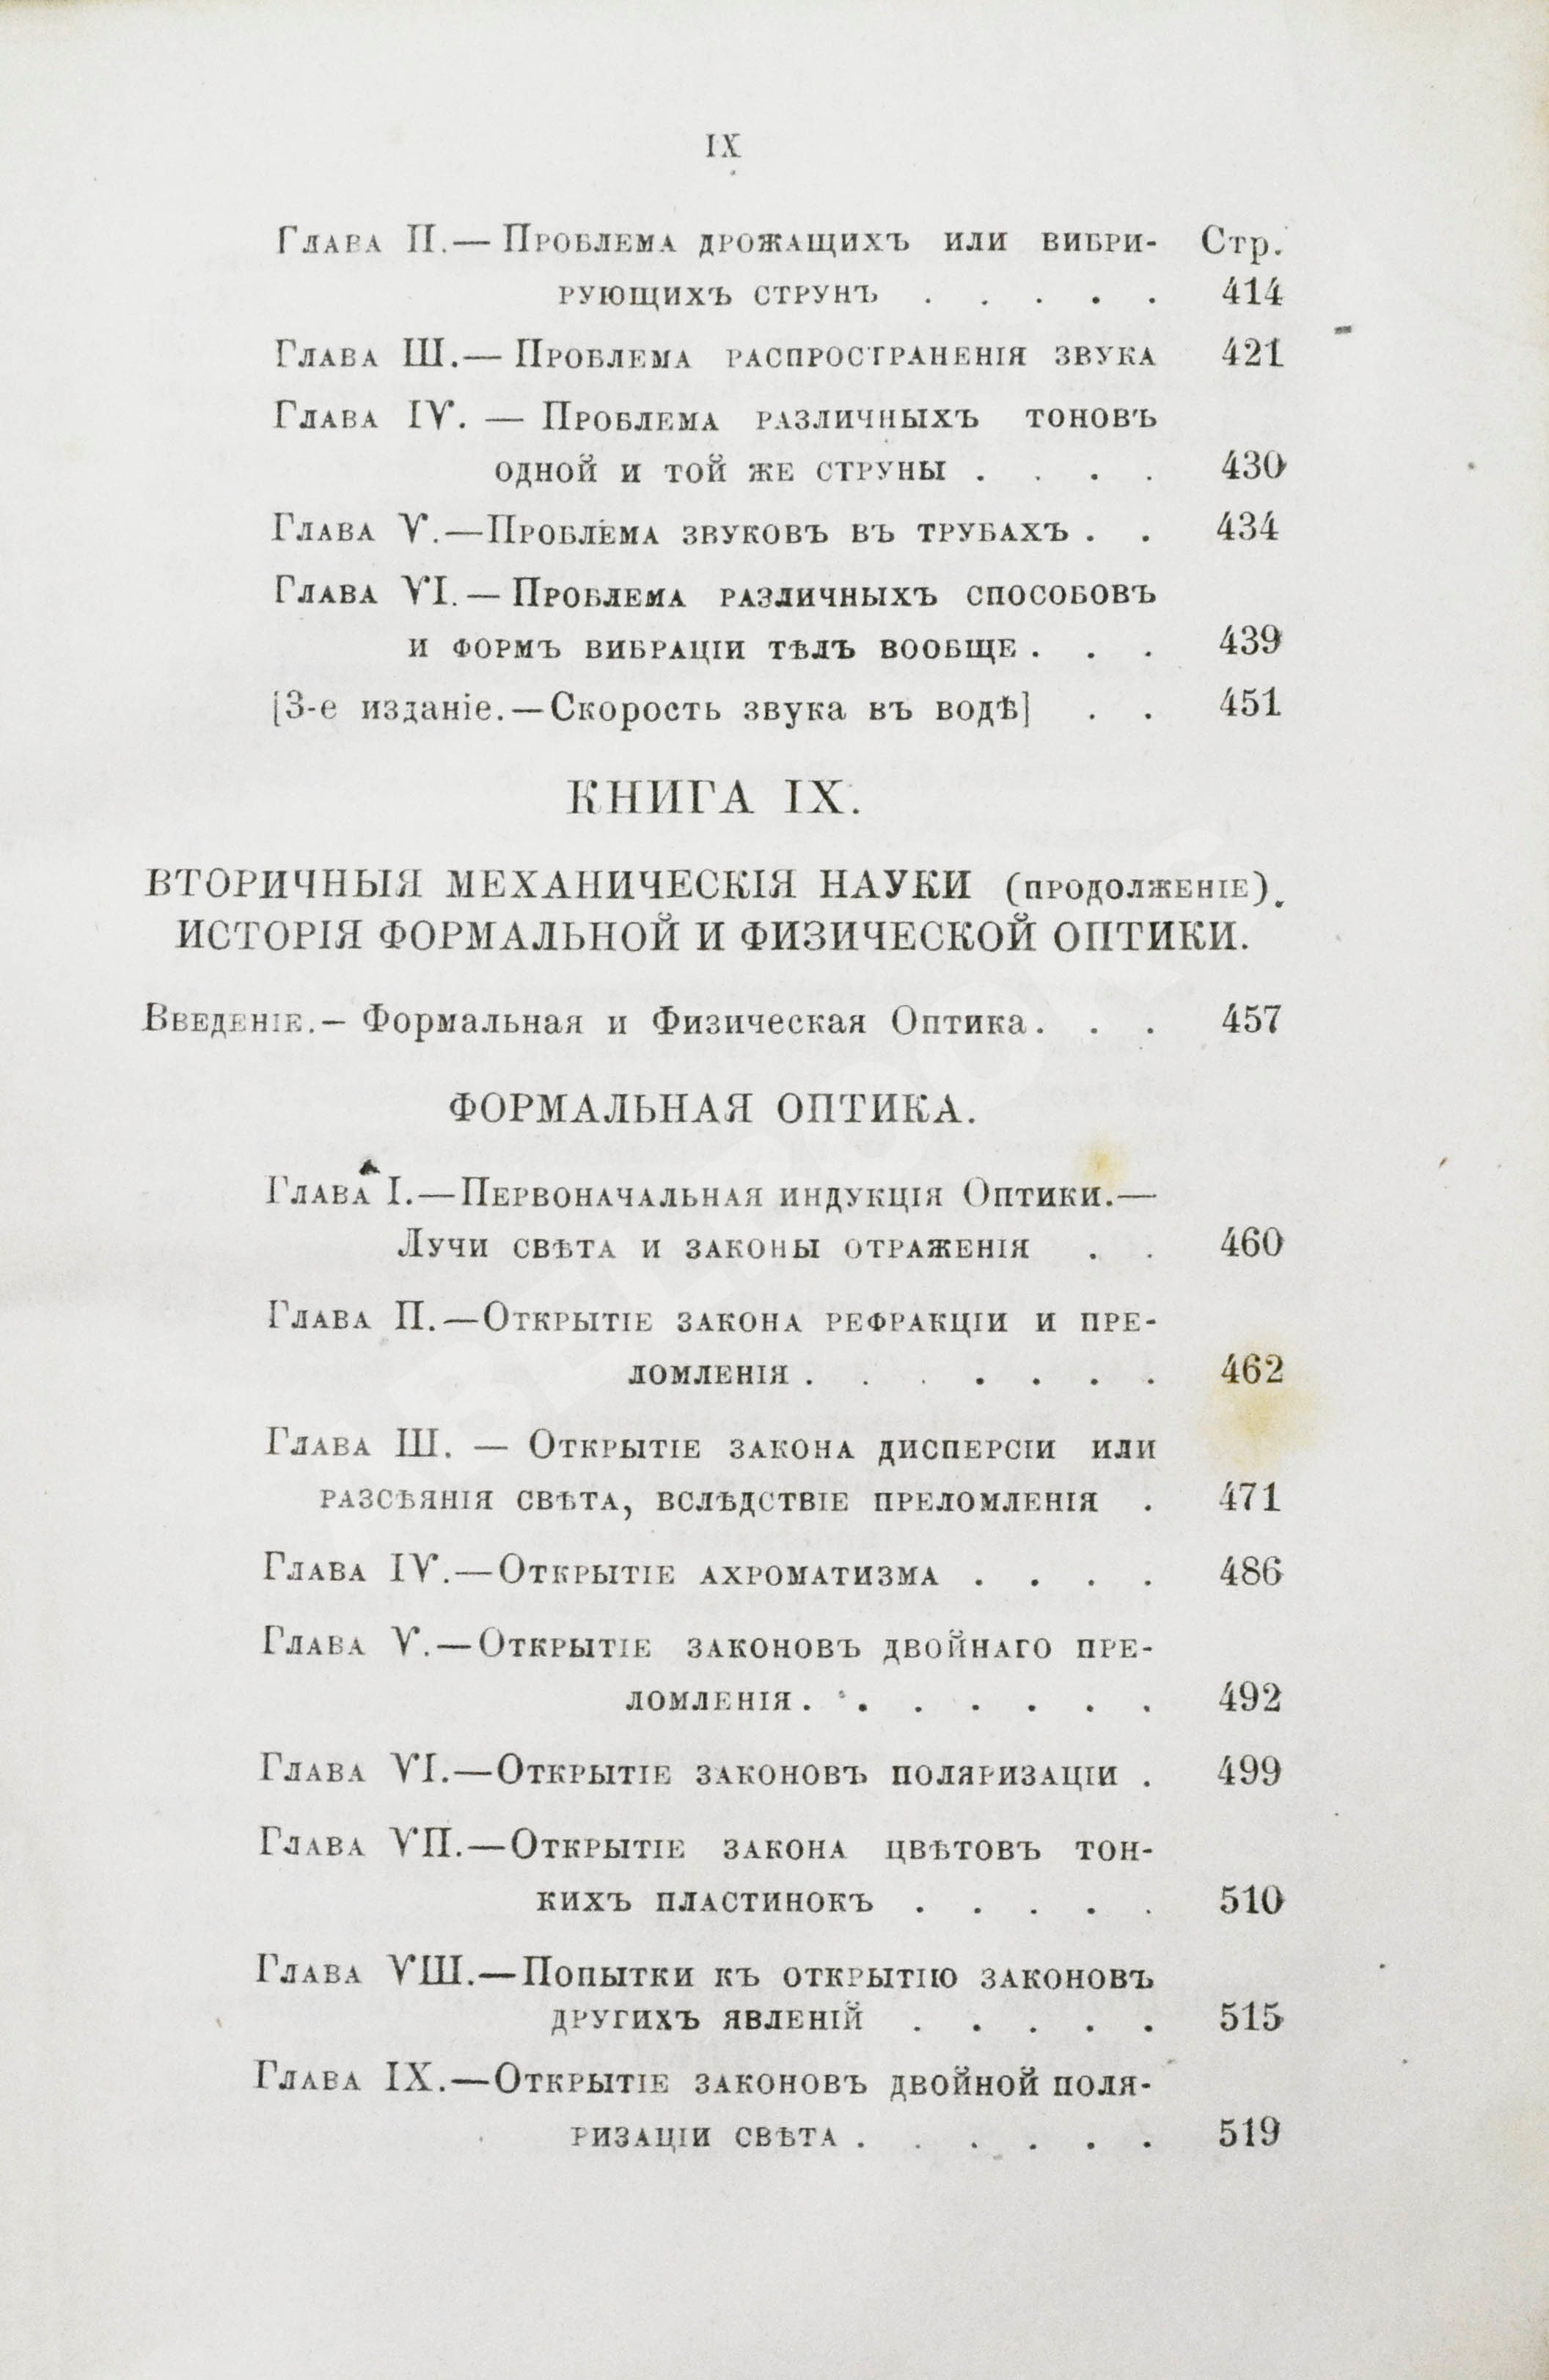 IX
Глава II.— Проблема дрожащихъ или вибри- Стр.
рующихъ струнъ . . . . . 414
Глава III.— Проблема распространенія звука 421
Глава IV. — Проблема различныхъ тоновъ
одной и той же струны . . . . 430
Глава V.—Проблема звуковъ въ трубахъ . . 434
Глава VI.— Проблема различныхъ способовъ
и формъ вибраціи тѣлъ вообще . . . 439
[3-е изданіе.—Скорость звука въ водѣ] . . 451
КНИГА IX.
ВТОРИЧНЫЯ МЕХАНИЧЕСКІЯ НАУКИ (продолженіе).
ИСТОРІЯ ФОРМАЛЬНОЙ И ФИЗИЧЕСКОЙ ОПТИКИ.
Введеніе.— Формальная и Физическая Оптика. . . 457
ФОРМАЛЬНАЯ ОПТИКА.
Глава I.—Первоначальная индукція Оптики.—
Лучи свѣта и законы отраженія . . 460
Глава II.—Открытіе закона рефракціи и пре-
ломленія . . . . . . . 462
Глава III. — Открытіе закона дисперсіи или
разсѣянія свѣта, вслѣдствіе преломленія . 471
Глава IV.—Открытіе ахроматизма . . . . 486
Глава V.—Открытіе законовъ двойнаго пре-
ломленія . . . . . . . 492
Глава VI.—Открытіе законовъ поляризаціи . 499
Глава VII.—Открытіе закона цвѣтовъ тон-
кихъ пластинокъ . . . . . 510
Глава VIII.—Попытки къ открытію законовъ
другихъ явленій . . . . . 515
Глава IX.—Открытіе законовъ двойной поля-
ризаціи свѣта . . . . . . 519